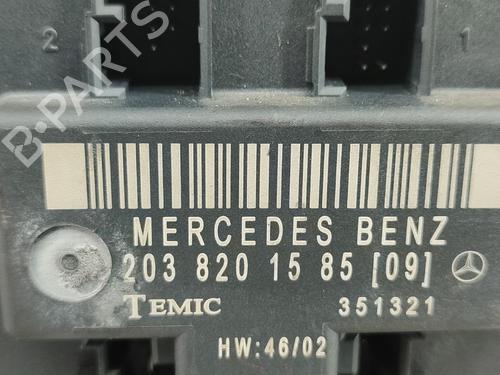 2 1
B-PARTS
MERCEDES BENZ
203 820 15 85 [09]
TEMIC 351321
HW:46/02